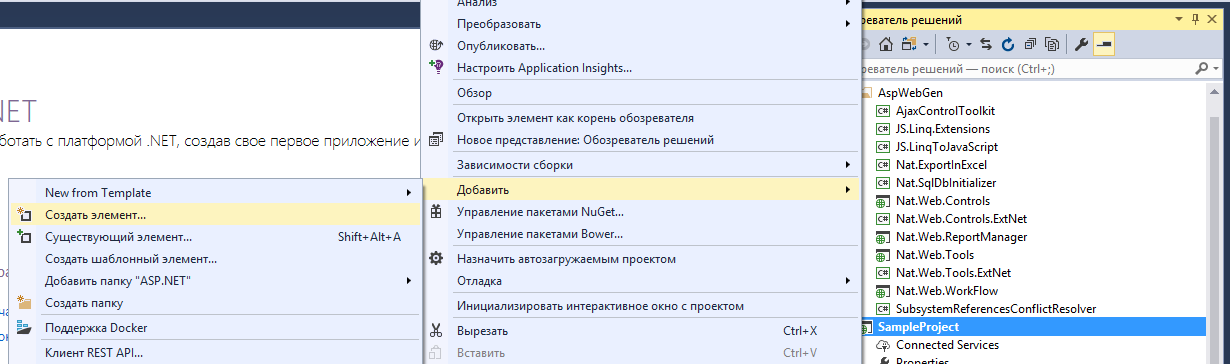 NET
ботать с платформой .NET, создав свое первое приложение и
New from Template
Создать элемент...
Существующий элемент... Shift+Alt+A
Создать шаблонный элемент...
Добавить папку "ASP.NET"
Создать папку
Поддержка Docker
Клиент REST API...
Анализ
Преобразовать
Опубликовать...
Настроить Application Insights...
Обзор
Открыть элемент как корень обозревателя
Новое представление: Обозреватель решений
Зависимости сборки
Добавить
Управление пакетами NuGet...
Управление пакетами Bower...
Назначить автозагружаемым проектом
Отладка
Инициализировать интерактивное окно с проектом
Вырезать Ctrl+X
Вставить Ctrl+V
реватель решений
реватель решений — поиск (Ctrl+;)
AspWebGen
AjaxControlToolkit
JS.Linq.Extensions
JS.LinqToJavaScript
Nat.ExportInExcel
Nat.SqlDbInitializer
Nat.Web.Controls
Nat.Web.Controls.ExtNet
Nat.Web.ReportManager
Nat.Web.Tools
Nat.Web.Tools.ExtNet
Nat.Web.WorkFlow
SubsystemReferencesConflictResolver
SampleProject
Connected Services
Properties